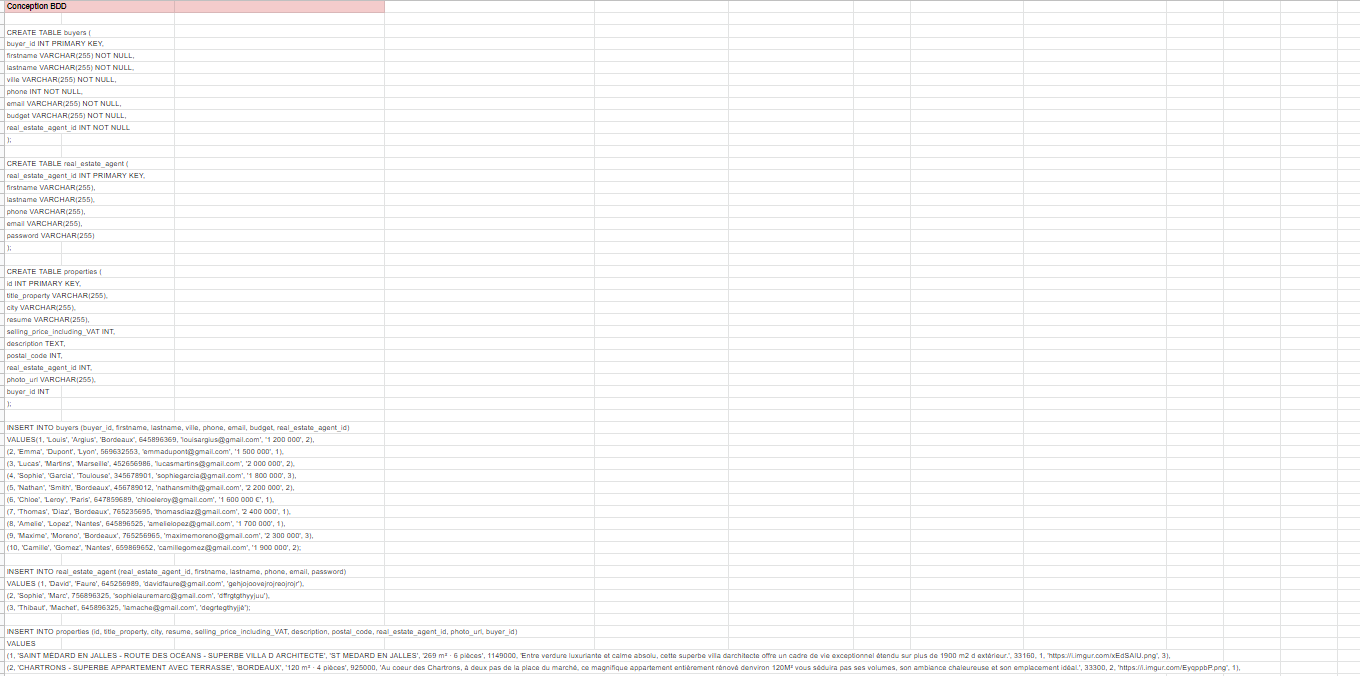 Conception BDD
CREATE TABLE buyers (
buyer_id INT PRIMARY KEY,
firstname VARCHAR(255) NOT NULL,
lastname VARCHAR(255) NOT NULL,
ville VARCHAR(255) NOT NULL,
phone INT NOT NULL,
email VARCHAR(255) NOT NULL,
budget VARCHAR(255) NOT NULL,
real_estate_agent_id INT NOT NULL
);
CREATE TABLE real_estate_agent (
real_estate_agent_id INT PRIMARY KEY,
firstname VARCHAR(255),
lastname VARCHAR(255),
phone VARCHAR(255),
email VARCHAR(255),
password VARCHAR(255)
);
CREATE TABLE properties (
id INT PRIMARY KEY,
title_property VARCHAR(255),
city VARCHAR(255),
resume VARCHAR(255),
selling_price_including_VAT INT,
description TEXT,
postal_code INT,
real_estate_agent_id INT,
photo_url VARCHAR(255),
buyer_id INT
);
INSERT INTO buyers (buyer_id, firstname, lastname, ville, phone, email, budget, real_estate_agent_id)
VALUES(1, 'Louis', 'Argius', 'Bordeaux', 645896369, 'louisargius@gmail.com', '1 200 000', 2),
(2, 'Emma', 'Dupont', 'Lyon', 569632553, 'emmadupont@gmail.com', '1 500 000', 1),
(3, 'Lucas', 'Martins', 'Marseille', 452656986, 'lucasmartins@gmail.com', '2 000 000', 2),
(4, 'Sophie', 'Garcia', 'Toulouse', 345678901, 'sophiegarcia@gmail.com', '1 800 000', 3),
(5, 'Nathan', 'Smith', 'Bordeaux', 456789012, 'nathansmith@gmail.com', '2 200 000', 2),
(6, 'Chloe', 'Leroy', 'Paris', 647859689, 'chloeleroy@gmail.com', '1 600 000 €', 1),
(7, 'Thomas', 'Diaz', 'Bordeaux', 765235695, 'thomasdiaz@gmail.com', '2 400 000', 1),
(8, 'Amelie', 'Lopez', 'Nantes', 645896525, 'amelielopez@gmail.com', '1 700 000', 1),
(9, 'Maxime', 'Moreno', 'Bordeaux', 765256965, 'maximemoreno@gmail.com', '2 300 000', 3),
(10, 'Camille', 'Gomez', 'Nantes', 659869652, 'camillegomez@gmail.com', '1 900 000', 2);
INSERT INTO real_estate_agent (real_estate_agent_id, firstname, lastname, phone, email, password)
VALUES (1, 'David', 'Faure', 645256989, 'davidfaure@gmail.com', 'gehjojoovejrojreojrojr'),
(2, 'Sophie', 'Marc', 756896325, 'sophielauremarc@gmail.com', 'dffrgtgthyyjuu'),
(3, 'Thibaut', 'Machet', 645896325, 'lamache@gmail.com', 'degrtegthyjjé');
INSERT INTO properties (id, title_property, city, resume, selling_price_including_VAT, description, postal_code, real_estate_agent_id, photo_url, buyer_id)
VALUES
(1, 'SAINT MÉDARD EN JALLES - ROUTE DES OCÉANS - SUPERBE VILLA D ARCHITECTE', 'ST MEDARD EN JALLES', '269 m² · 6 pièces', 1149000, 'Entre verdure luxuriante et calme absolu, cette superbe villa darchitecte offre un cadre de vie exceptionnel étendu sur plus de 1900 m2 d extérieur.', 33160, 1, 'https://i.imgur.com/xEdSAIU.png', 3),
(2, 'CHARTRONS - SUPERBE APPARTEMENT AVEC TERRASSE', 'BORDEAUX', '120 m² · 4 pièces', 925000, 'Au coeur des Chartrons, à deux pas de la place du marché, ce magnifique appartement entièrement rénové denviron 120M² vous séduira pas ses volumes, son ambiance chaleureuse et son emplacement idéal.', 33300, 2, 'https://i.imgur.com/EyqppbP.png', 1),